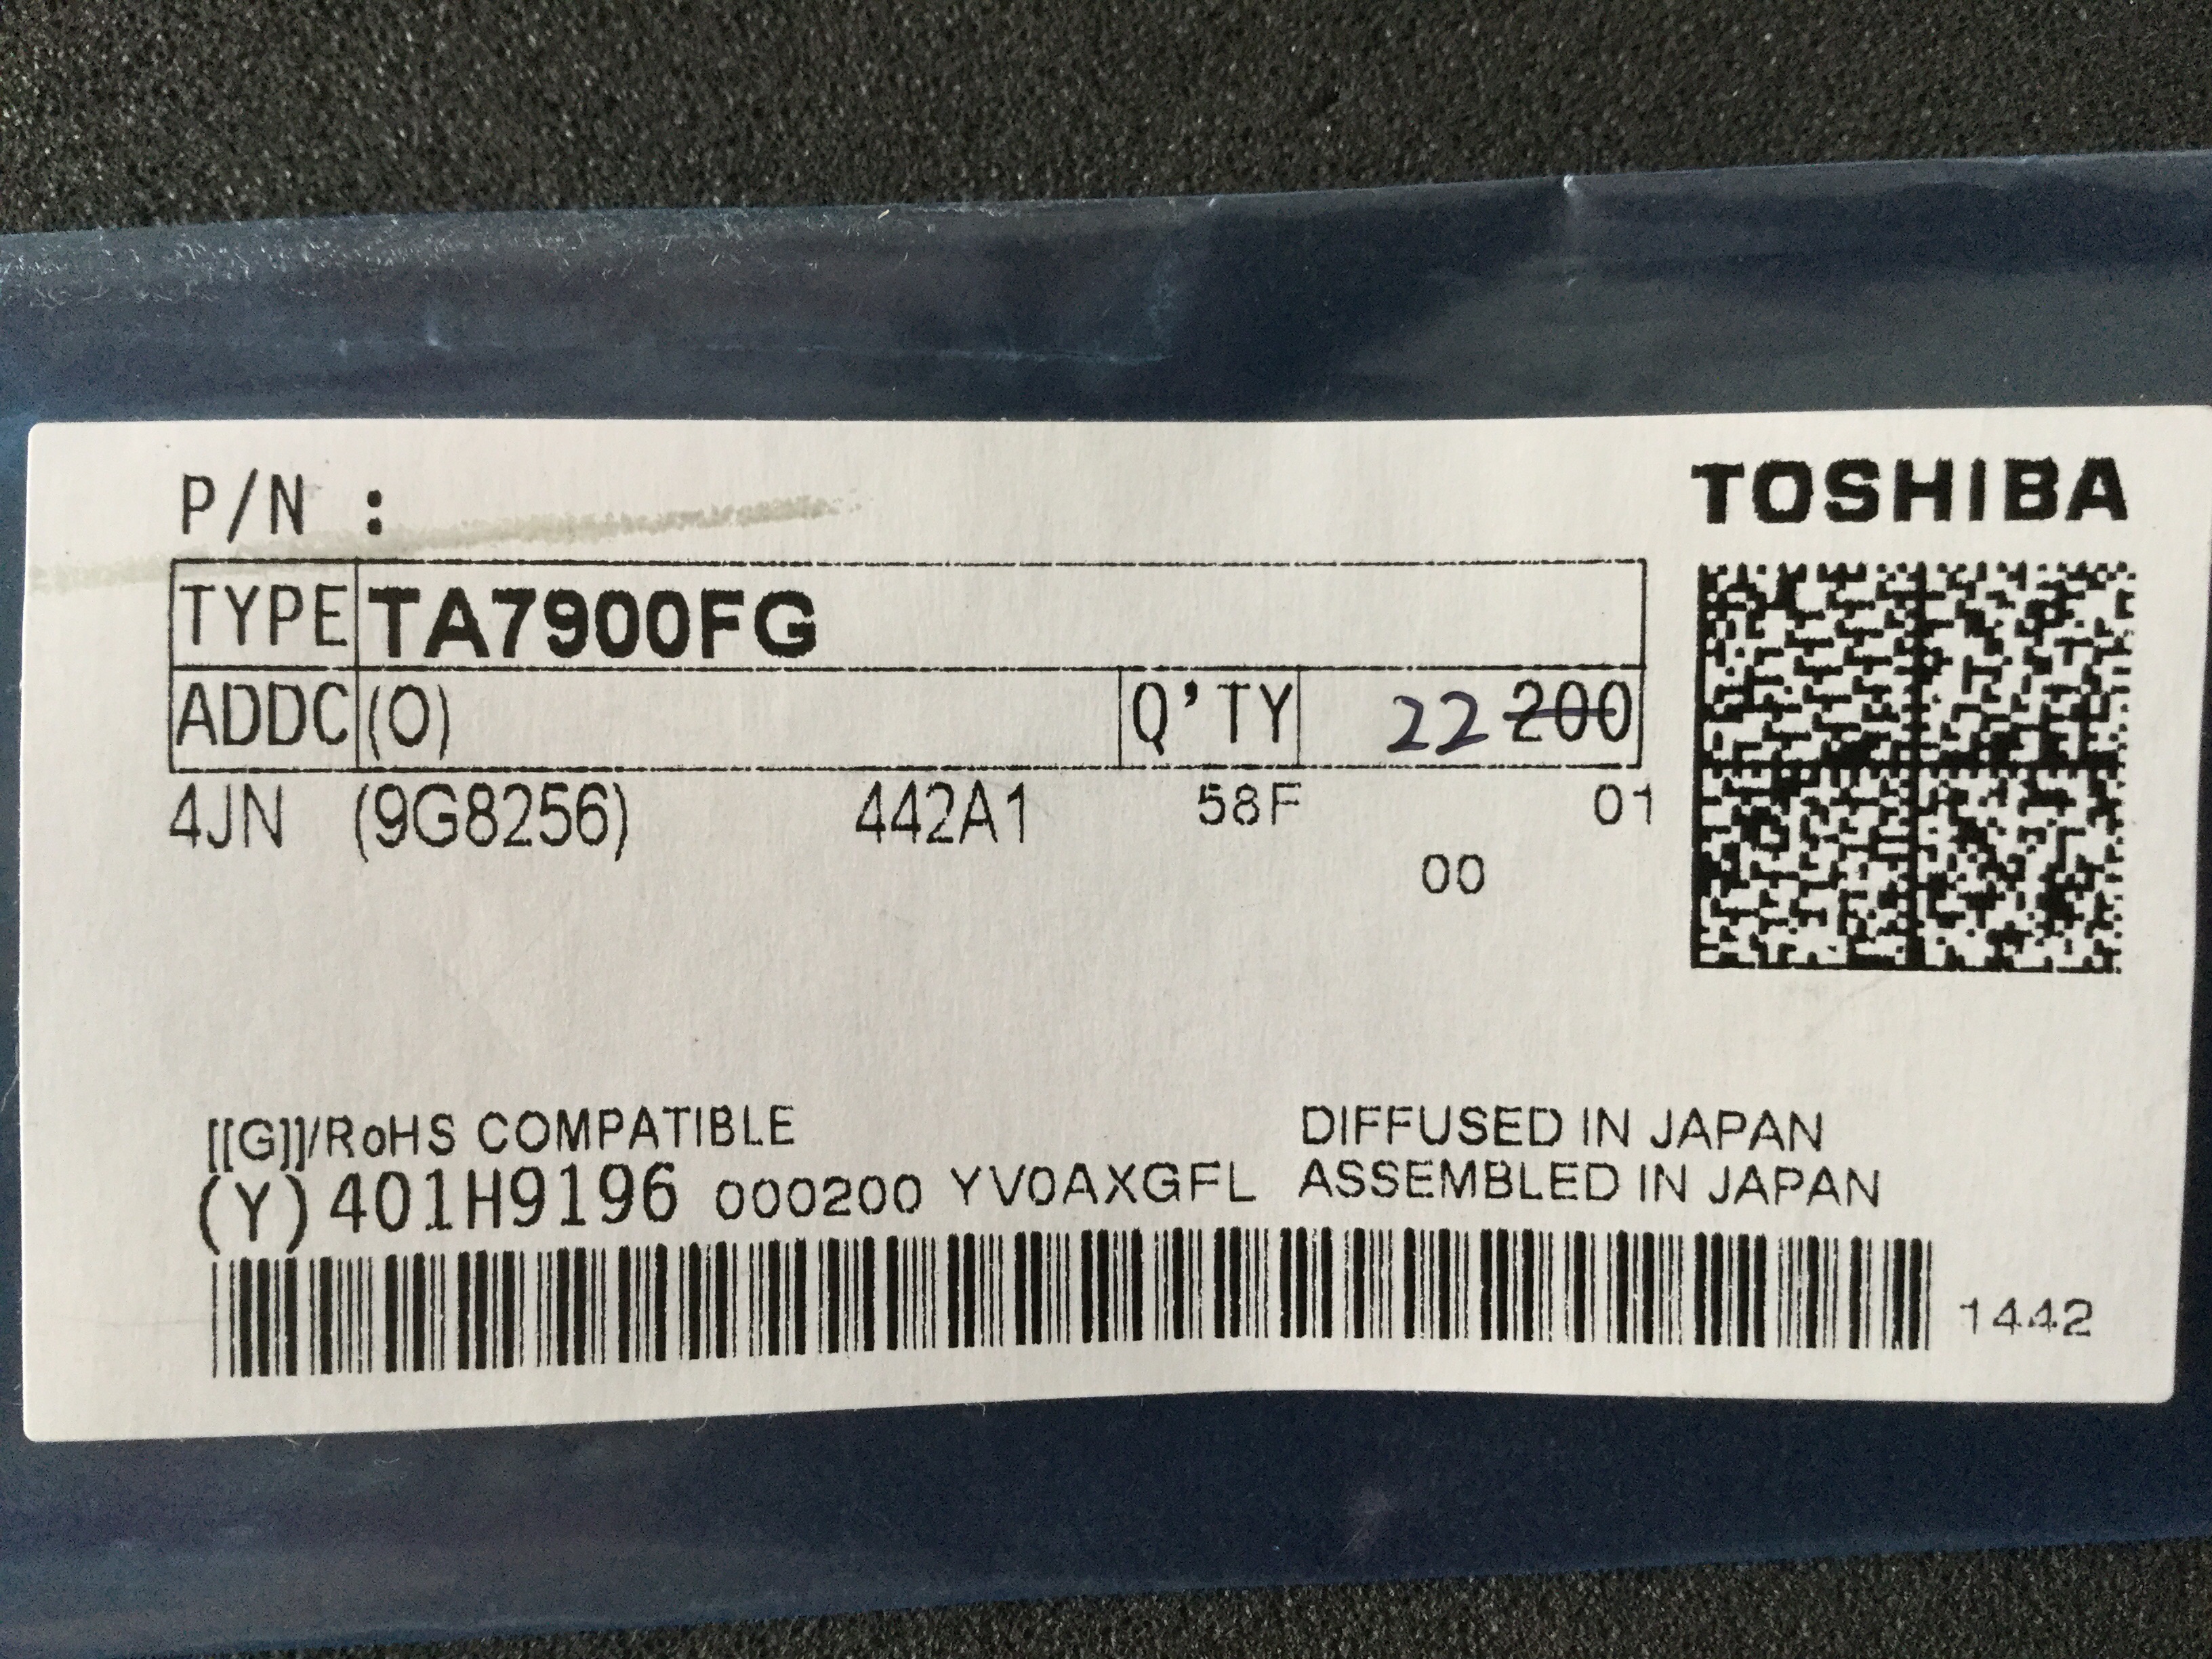 P/N :
TOSHIBA
TYPE TA7900FG
ADDC (O) Q'TY 22 200
4JN (9G8256) 442A1 58F 01
00
[[G]]/RoHS COMPATIBLE DIFFUSED IN JAPAN
(Y) 401H9196 000200 YV0AXGFL ASSEMBLED IN JAPAN
1442